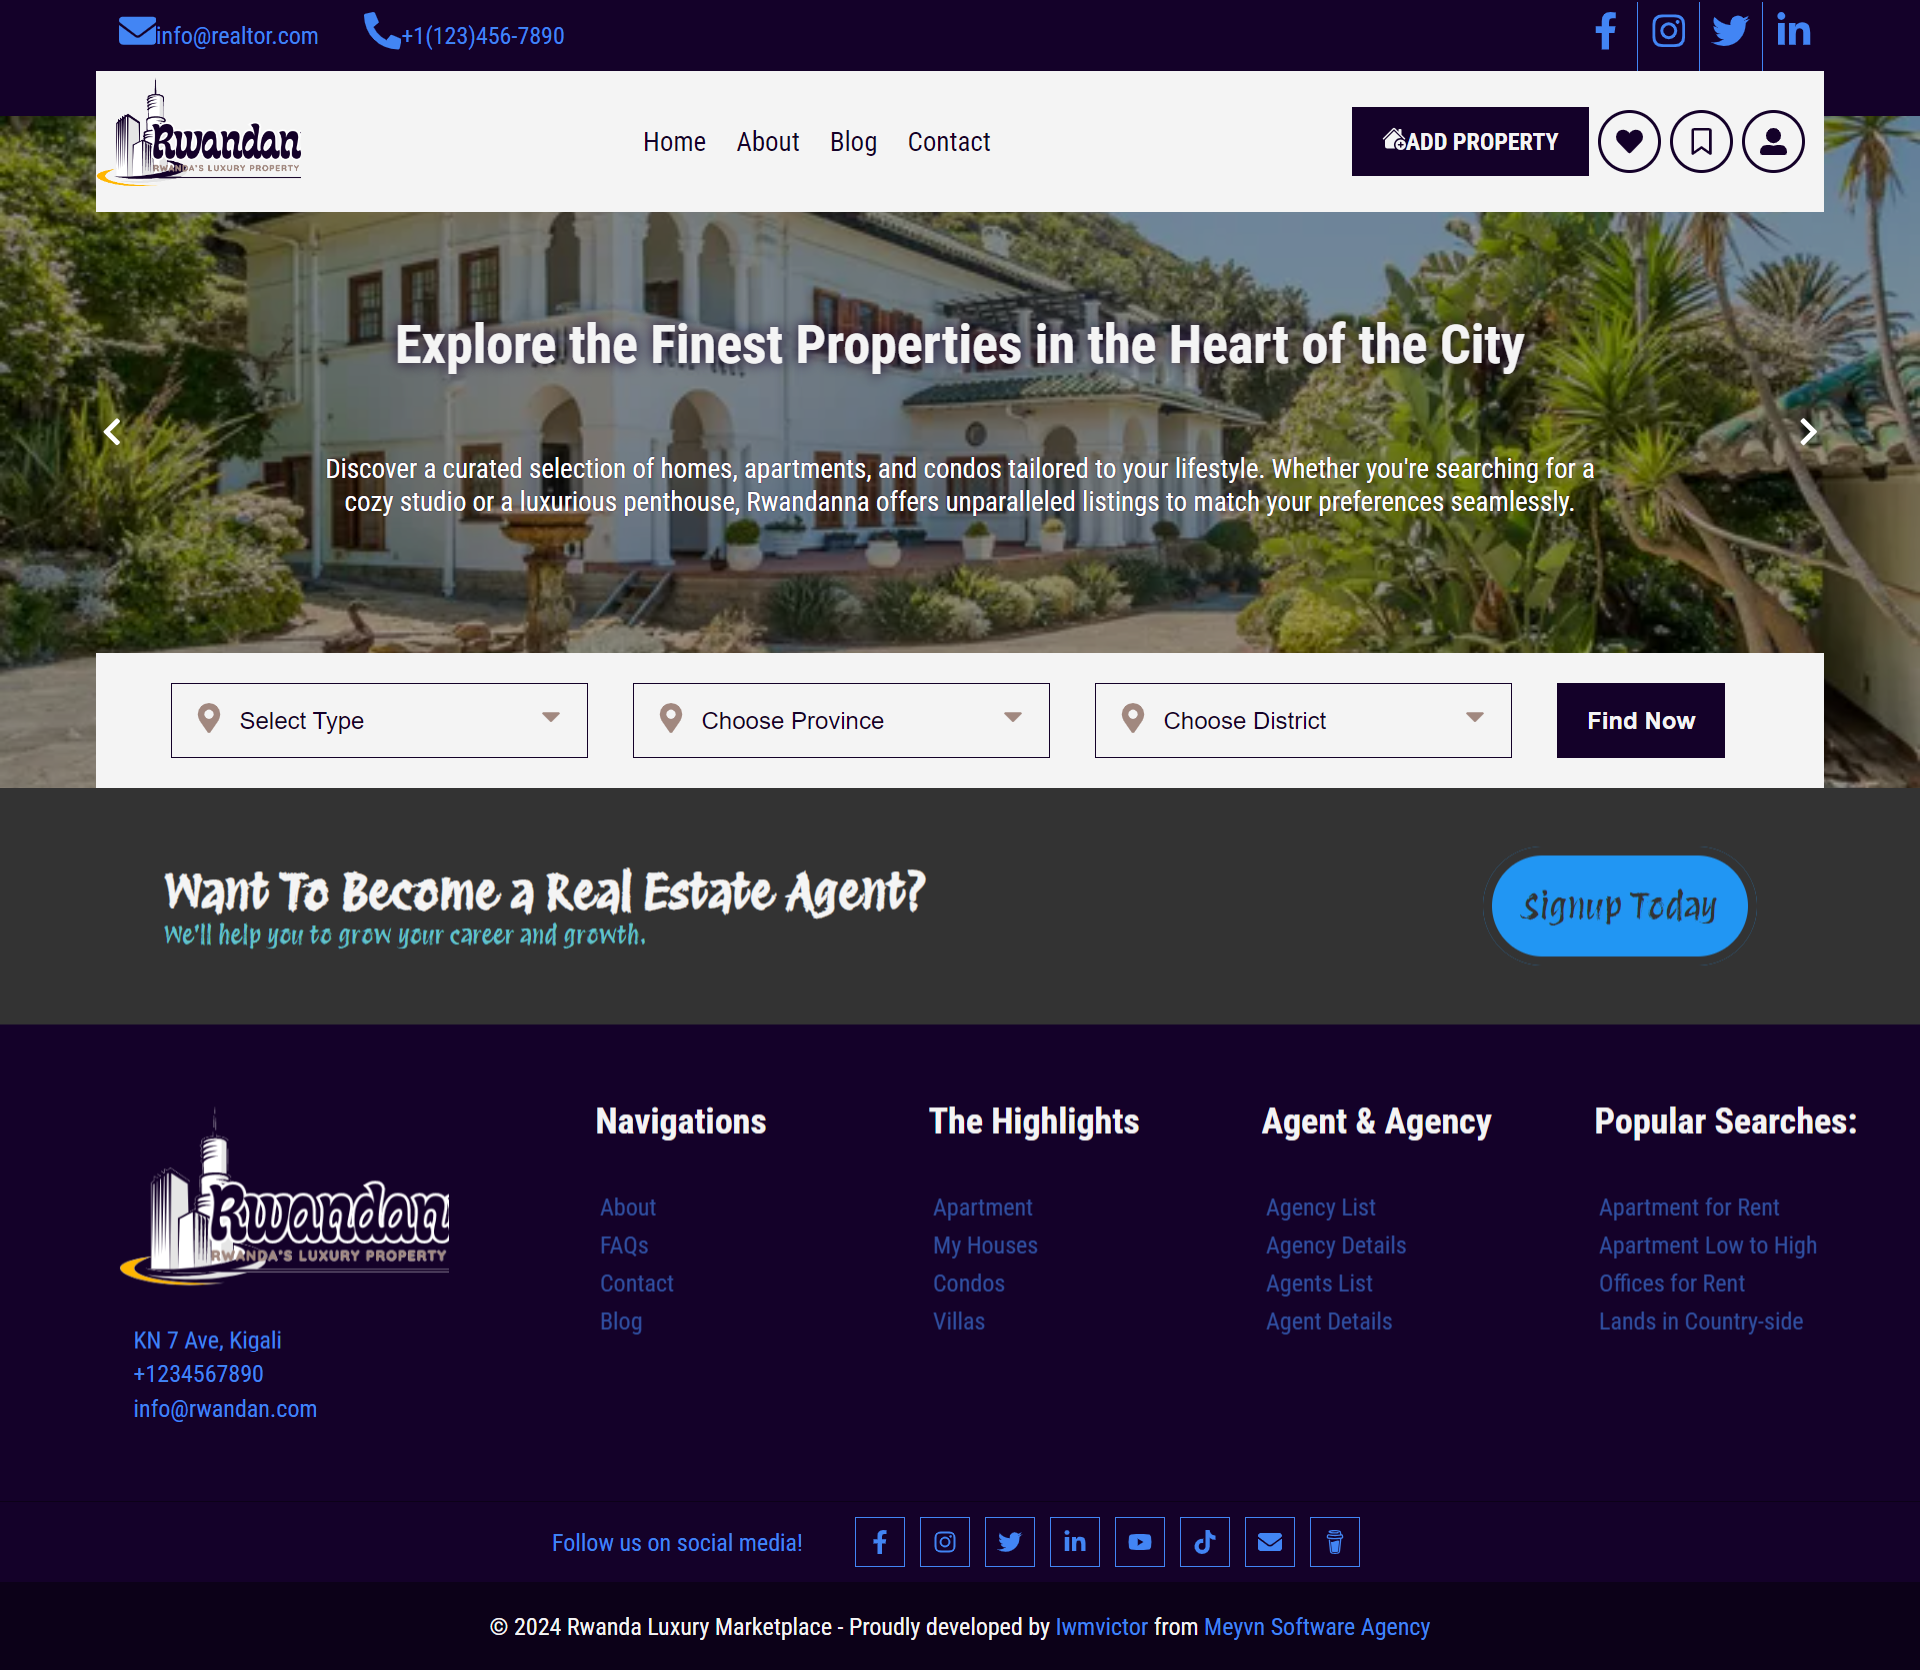 info@realtor.com
+1(123)456-7890
Rwandan
RWANDA'S LUXURY PROPERTY
Home
About
Blog
Contact
ADD PROPERTY
Explore the Finest Properties in the Heart of the City
Discover a curated selection of homes, apartments, and condos tailored to your lifestyle. Whether you're searching for a
cozy studio or a luxurious penthouse, Rwandanna offers unparalleled listings to match your preferences seamlessly.
Select Type
Choose Province
Choose District
Find Now
Want To Become a Real Estate Agent?
We'll help you to grow your career and growth.
Signup Today
Rwandan
RWANDA'S LUXURY PROPERTY
KN 7 Ave, Kigali
+1234567890
info@rwandan.com
Navigations
About
FAQs
Contact
Blog
The Highlights
Apartment
My Houses
Condos
Villas
Agent & Agency
Agency List
Agency Details
Agents List
Agent Details
Popular Searches:
Apartment for Rent
Apartment Low to High
Offices for Rent
Lands in Country-side
Follow us on social media!
© 2024 Rwanda Luxury Marketplace - Proudly developed by Iwmvictor from Meyvn Software Agency